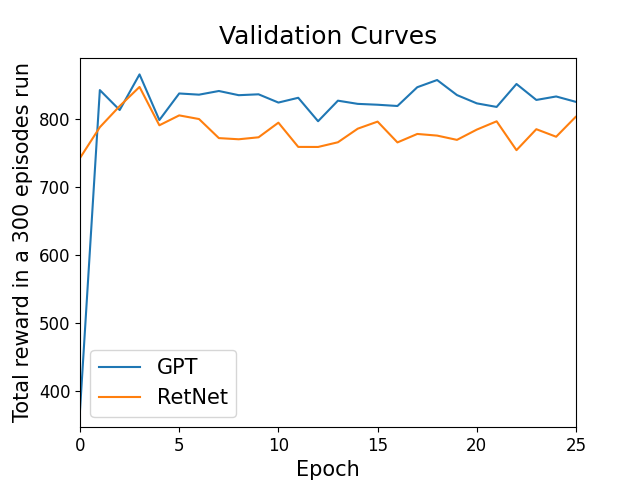 Validation Curves
Total reward in a 300 episodes run
800
700
600
500
400
GPT
RetNet
0 5 10 15 20 25
Epoch